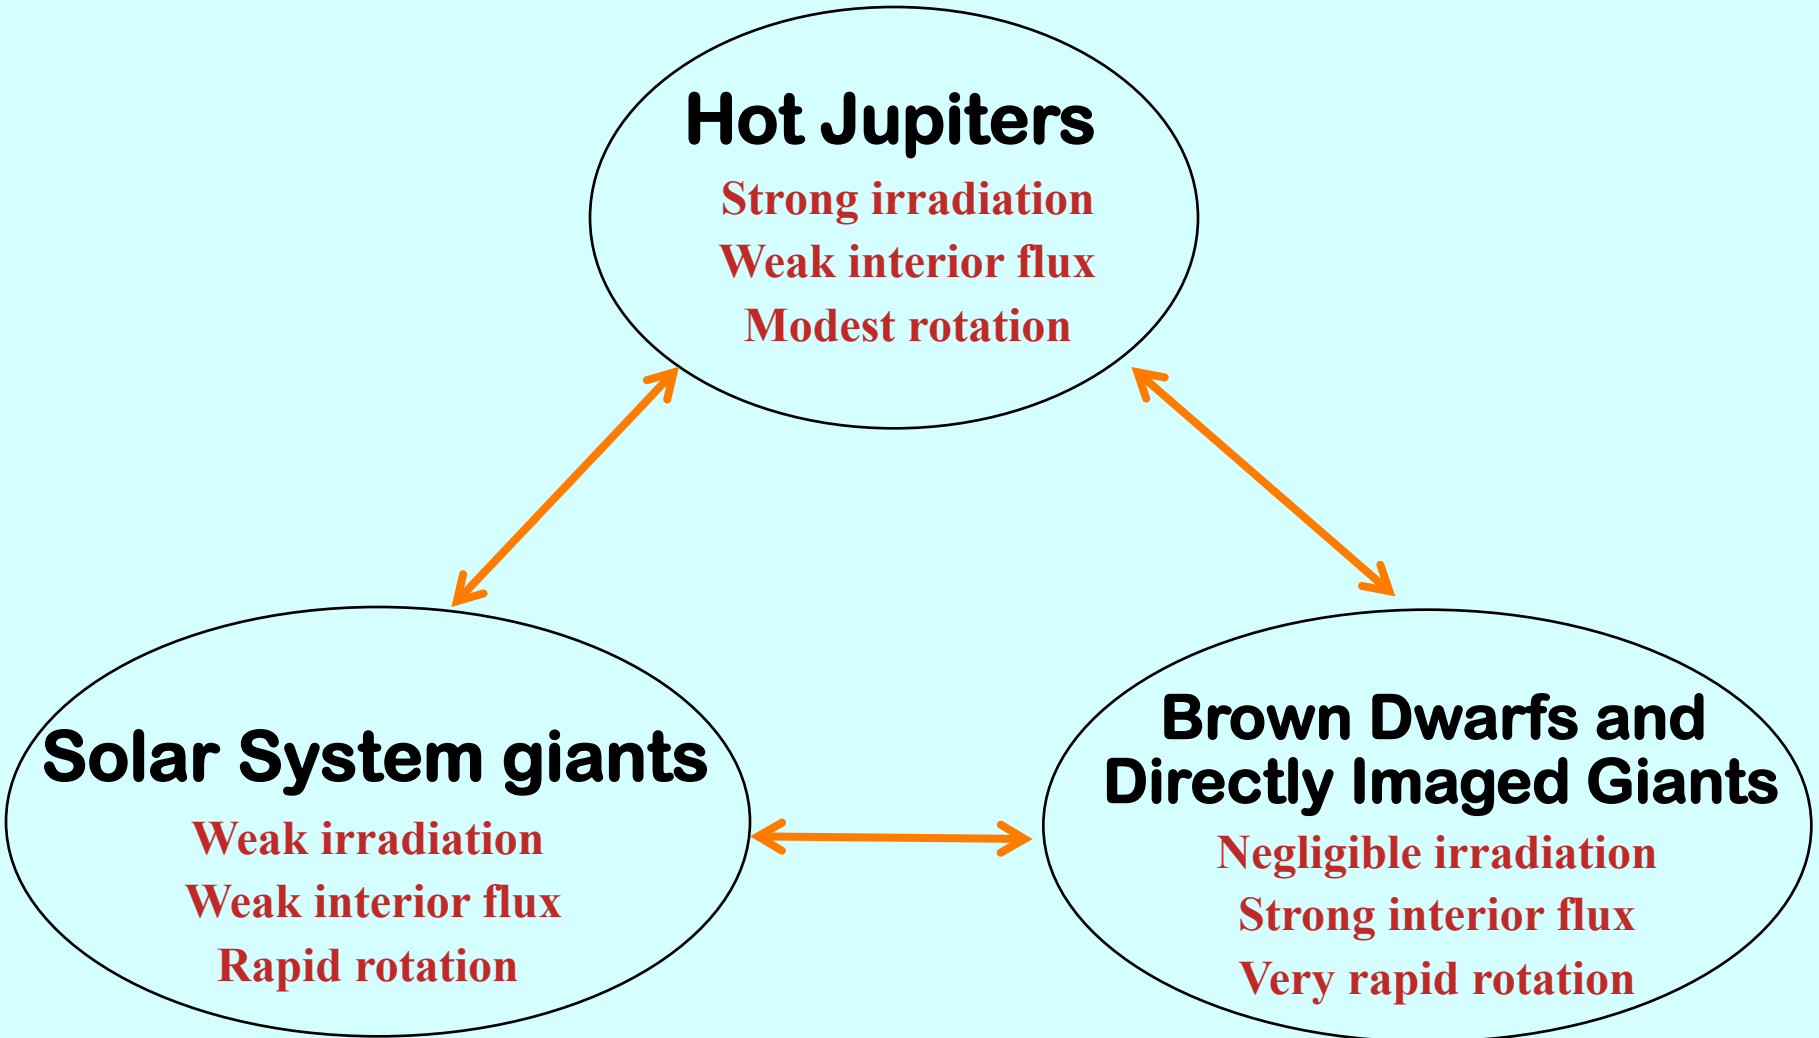 Hot Jupiters
Strong irradiation
Weak interior flux
Modest rotation
Solar System giants
Weak irradiation
Weak interior flux
Rapid rotation
Brown Dwarfs and
Directly Imaged Giants
Negligible irradiation
Strong interior flux
Very rapid rotation